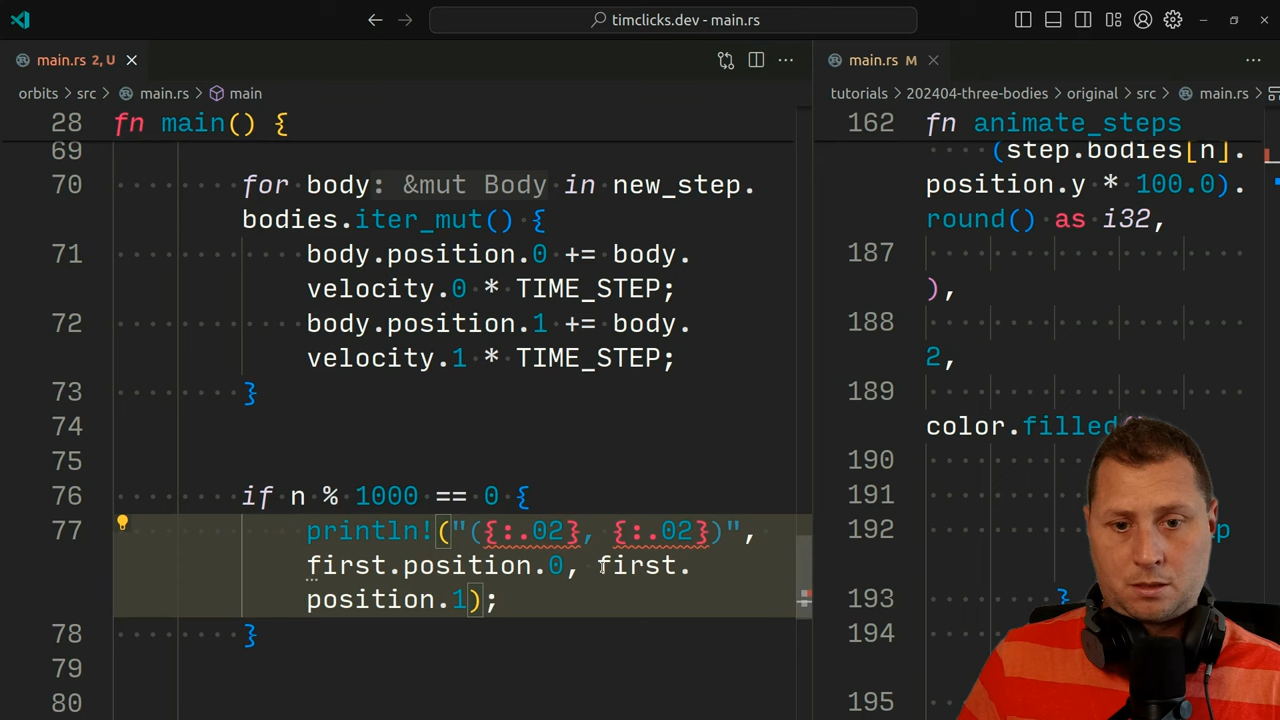 timclicks.dev - main.rs
main.rs 2, U
main.rs M
orbits > src > main.rs > main
tutorials > 202404-three-bodies > original > src > main.rs >
28 fn main() {
69
70 for body: &mut Body in new_step.
bodies.iter_mut() {
71 body.position.0 += body.
velocity.0 * TIME_STEP;
72 body.position.1 += body.
velocity.1 * TIME_STEP;
73 }
74
75
76 if n % 1000 == 0 {
77 println!("({:.02}, {:.02})",
first.position.0, first.
position.1);
78 }
79
80
162 fn animate_steps
(step.bodies[n].
position.y * 100.0).
round() as i32,
187
),
188
2,
189
color.filled
190
191
192
193 }
194
195